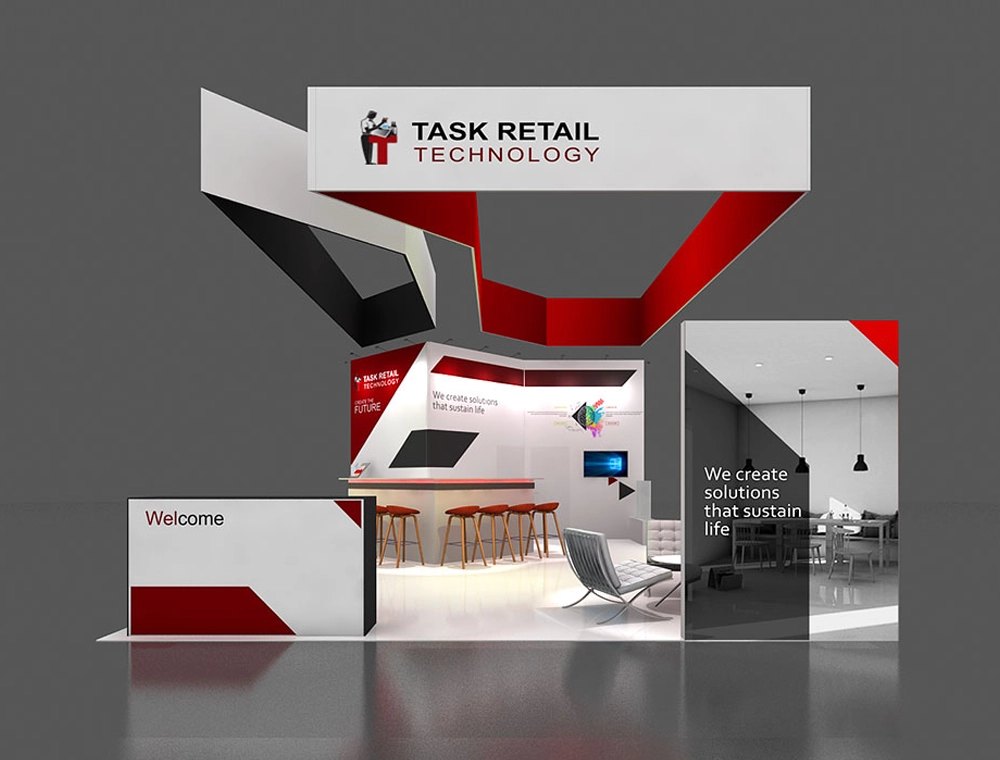 TASK RETAIL
TECHNOLOGY
TASK RETAIL
TECHNOLOGY
CREATE THE
FUTURE
We create solutions
that sustain life
Welcome
We create
solutions
that sustain
life